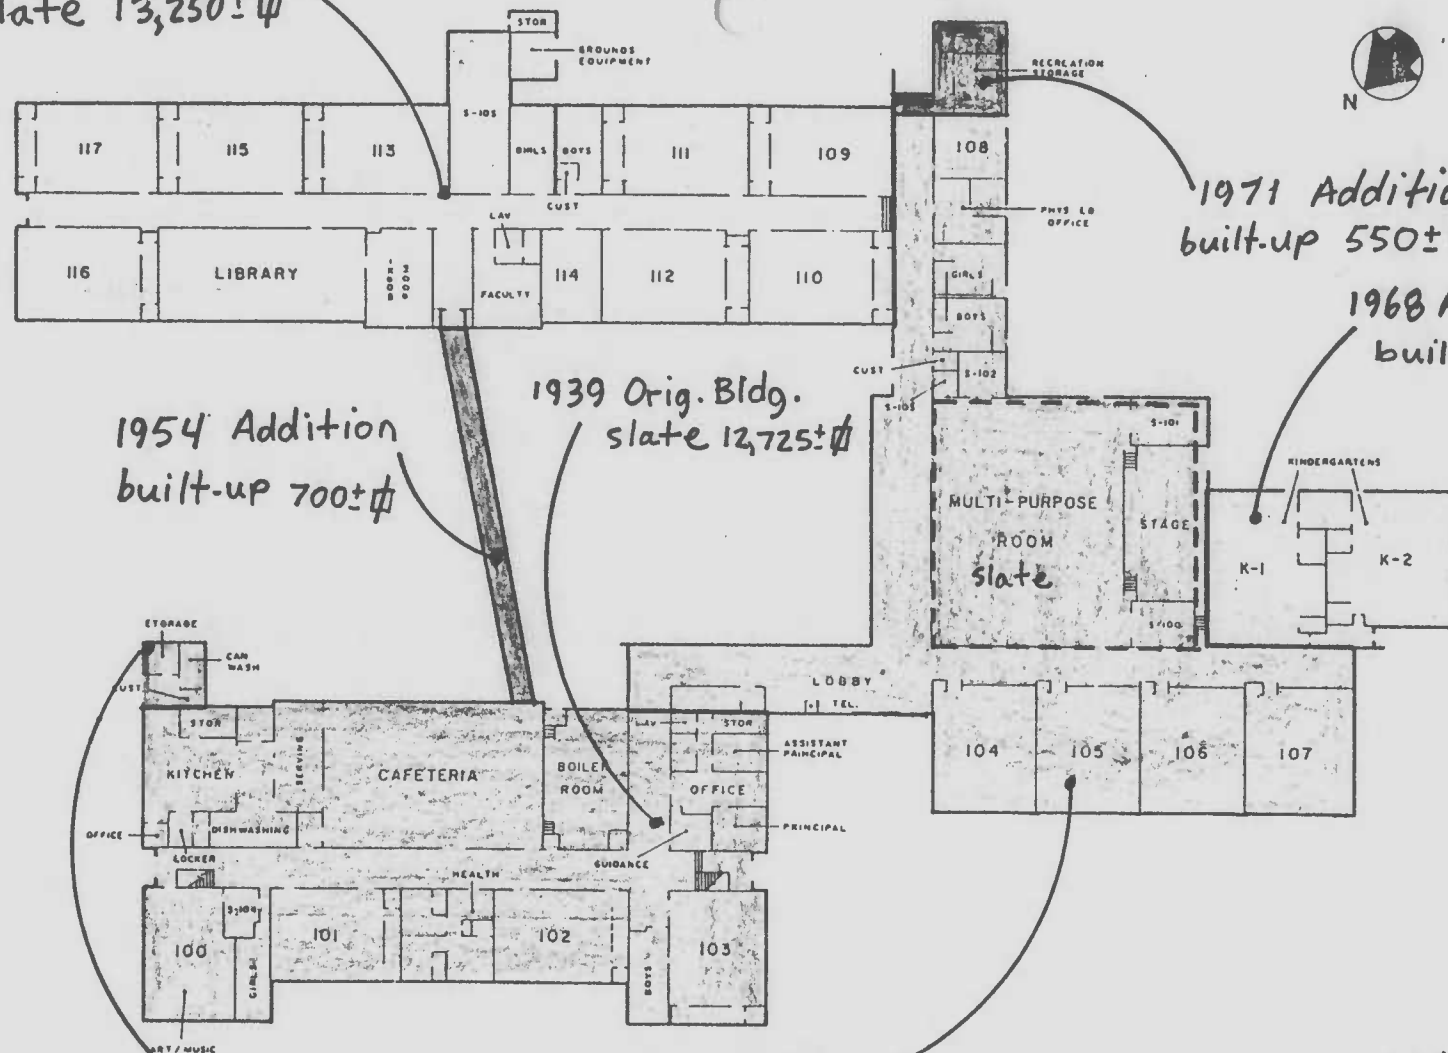 slate 13,250± ⏍
STOR
GROUNDS
EQUIPMENT
RECREATION
STORAGE
N
S-105
117
115
113
GIRLS
BOYS
111
109
108
CUST
LAV
PHYS. ED
OFFICE
1971 Additio
built-up 550±
116
LIBRARY
FACULTY
114
112
110
GIRLS
BOYS
1968 A
buil
CUST
S-102
S-103
1954 Addition
built-up 700± ⏍
1939 Orig. Bldg.
slate 12,725± ⏍
S-101
KINDERGARTENS
MULTI-PURPOSE
ROOM
slate
STAGE
K-1
K-2
S-100
STORAGE
CAN
WASH
CUST
STOR
LOBBY
TEL.
LAV
STOR
ASSISTANT
PRINCIPAL
KITCHEN
SERVING
CAFETERIA
BOILER
ROOM
OFFICE
104
105
106
107
OFFICE
DISHWASHING
PRINCIPAL
LOCKER
GUIDANCE
HEALTH
S-104
100
101
102
103
GIRLS
BOYS
ART / MUSIC